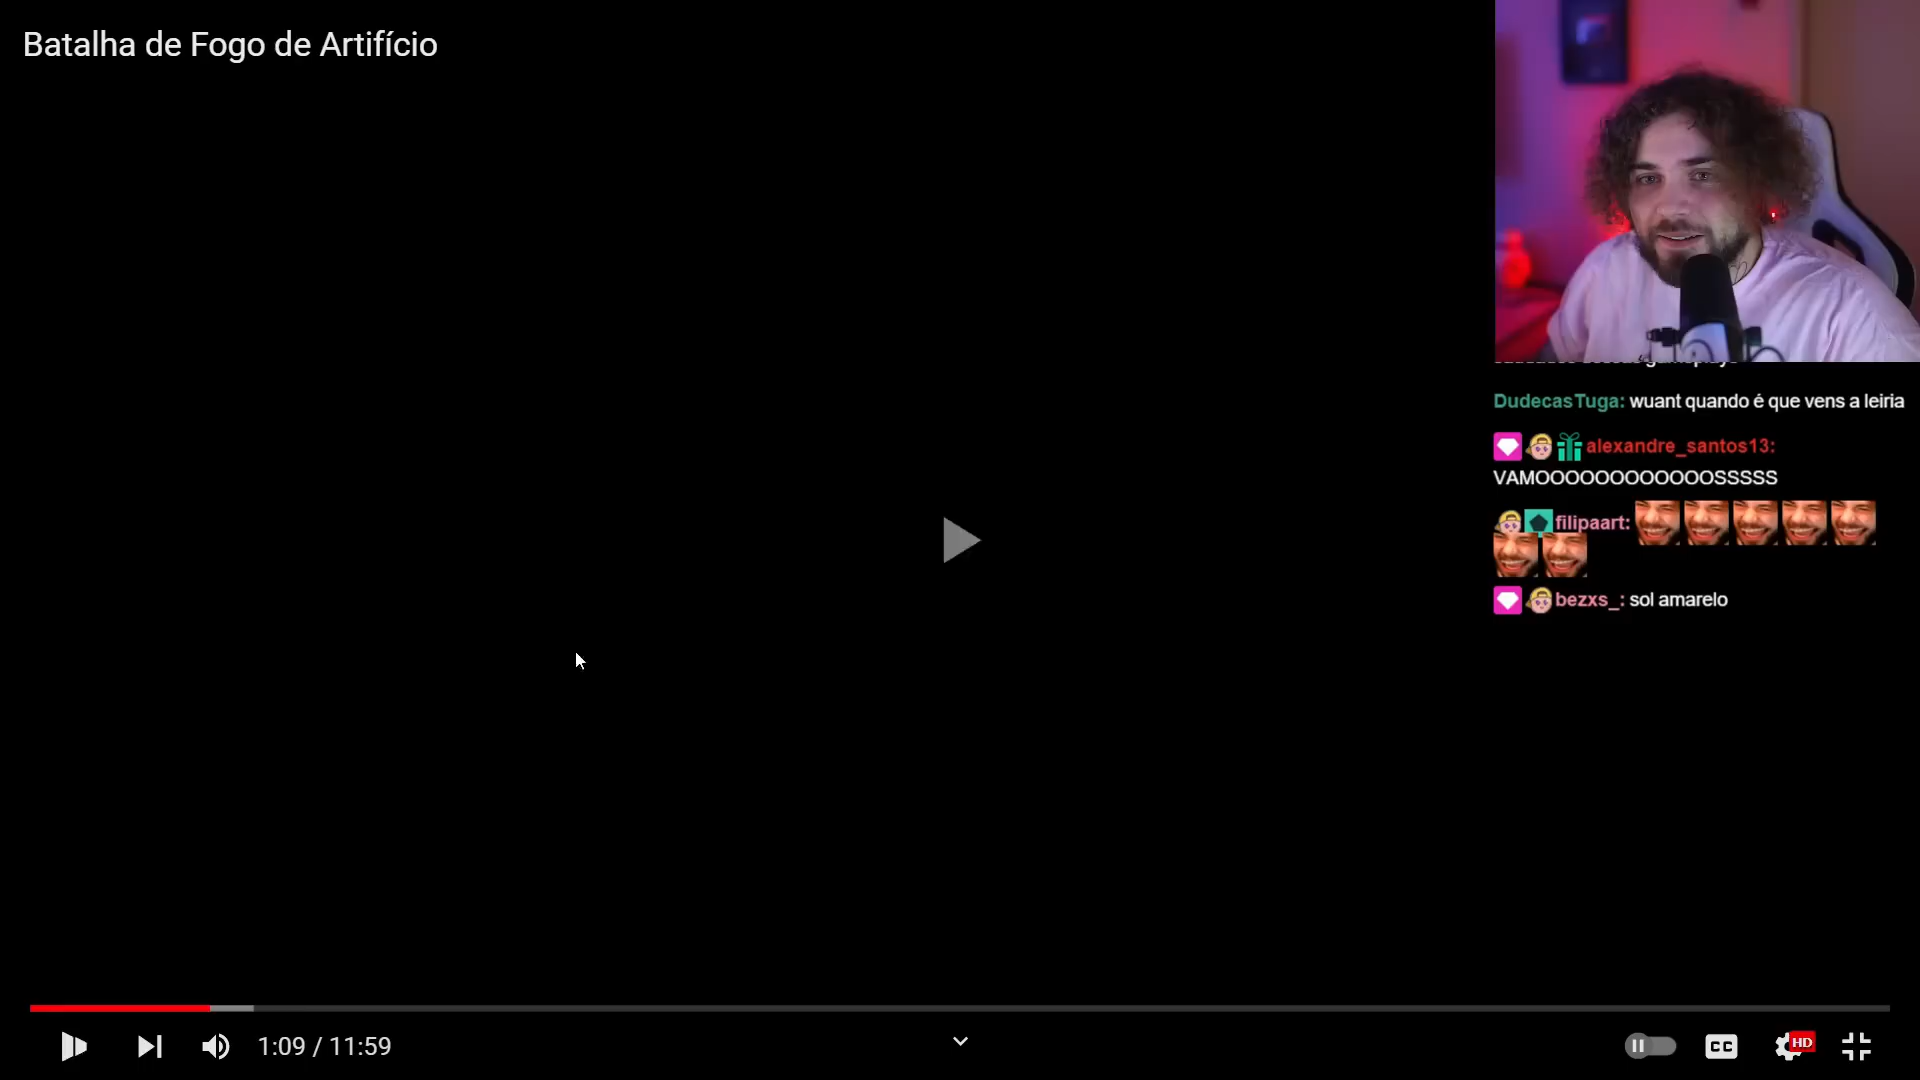 Batalha de Fogo de Artifício
DudecasTuga: wuant quando é que vens a leiria
alexandre_santos13:
VAMOOOOOOOOOOOOSSSSS
filipaart:
bezxs_: sol amarelo
1:09 / 11:59
CC
HD